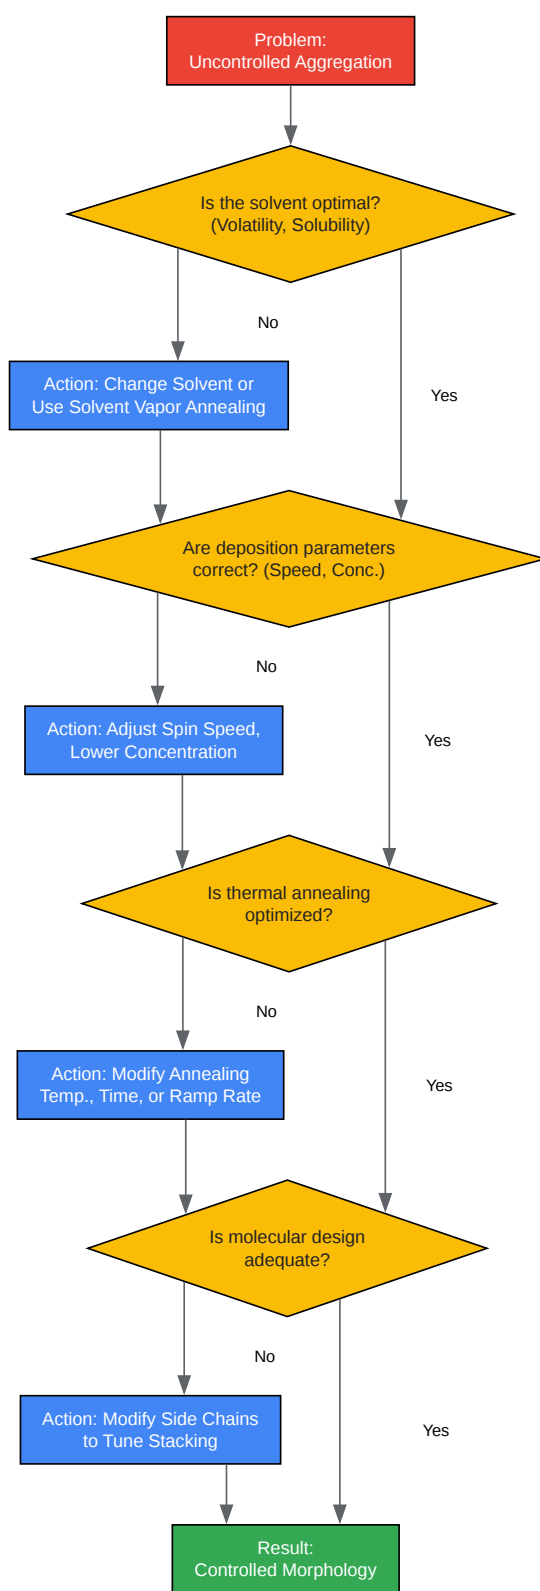 Problem:
Uncontrolled Aggregation
Is the solvent optimal?
(Volatility, Solubility)
No
Action: Change Solvent or
Use Solvent Vapor Annealing
Yes
Are deposition parameters
correct? (Speed, Conc.)
No
Action: Adjust Spin Speed,
Lower Concentration
Yes
Is thermal annealing
optimized?
No
Action: Modify Annealing
Temp., Time, or Ramp Rate
Yes
Is molecular design
adequate?
No
Action: Modify Side Chains
to Tune Stacking
Yes
Result:
Controlled Morphology